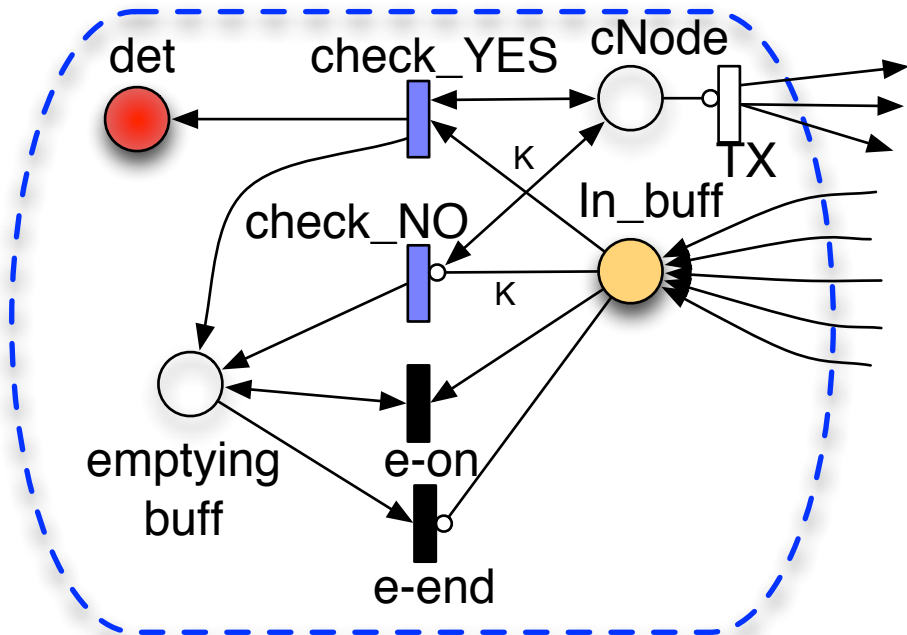 det
check_YES
cNode
TX
K
In_buff
check_NO
K
emptying
buff
e-on
e-end